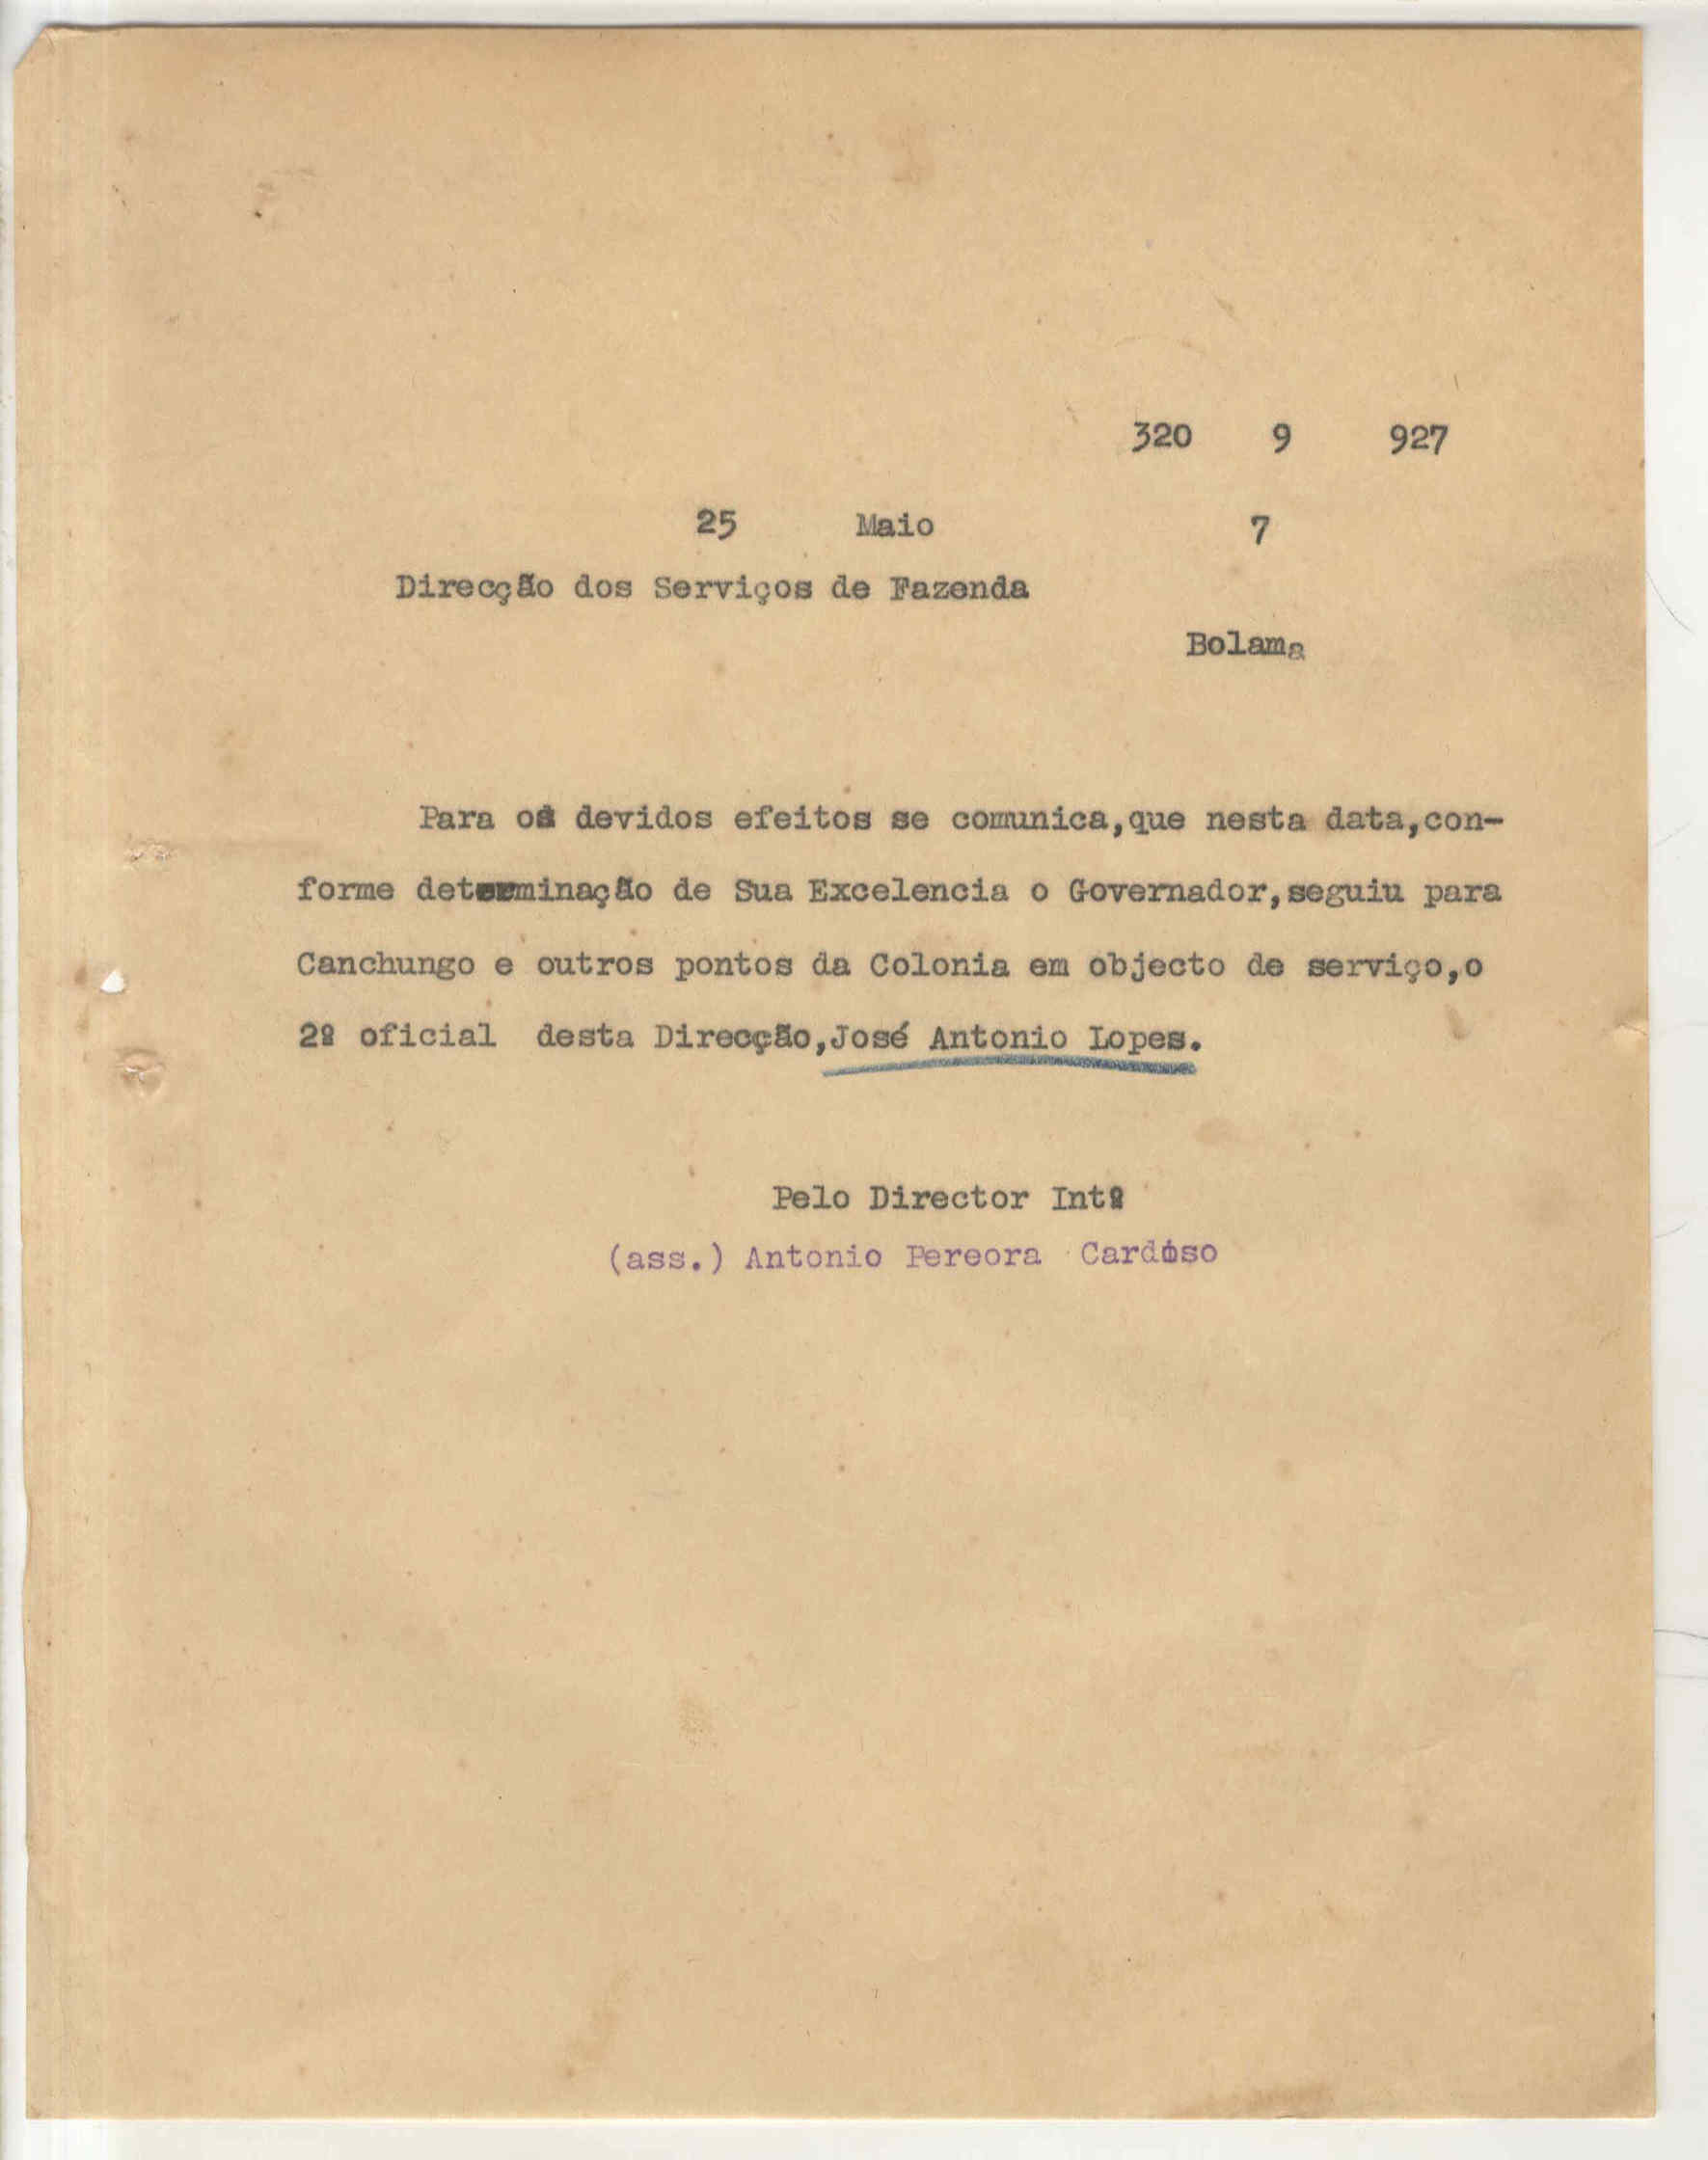 320 9 927
25 Maio 7
Direcção dos Serviços de Fazenda
Bolama
Para os devidos efeitos se comunica,que nesta data,con-
forme determinação de Sua Excelencia o Governador,seguiu para
Canchungo e outros pontos da Colonia em objecto de serviço,o
2º oficial desta Direcção,José Antonio Lopes.
Pelo Director Intº
(ass.) Antonio Pereora Cardoso